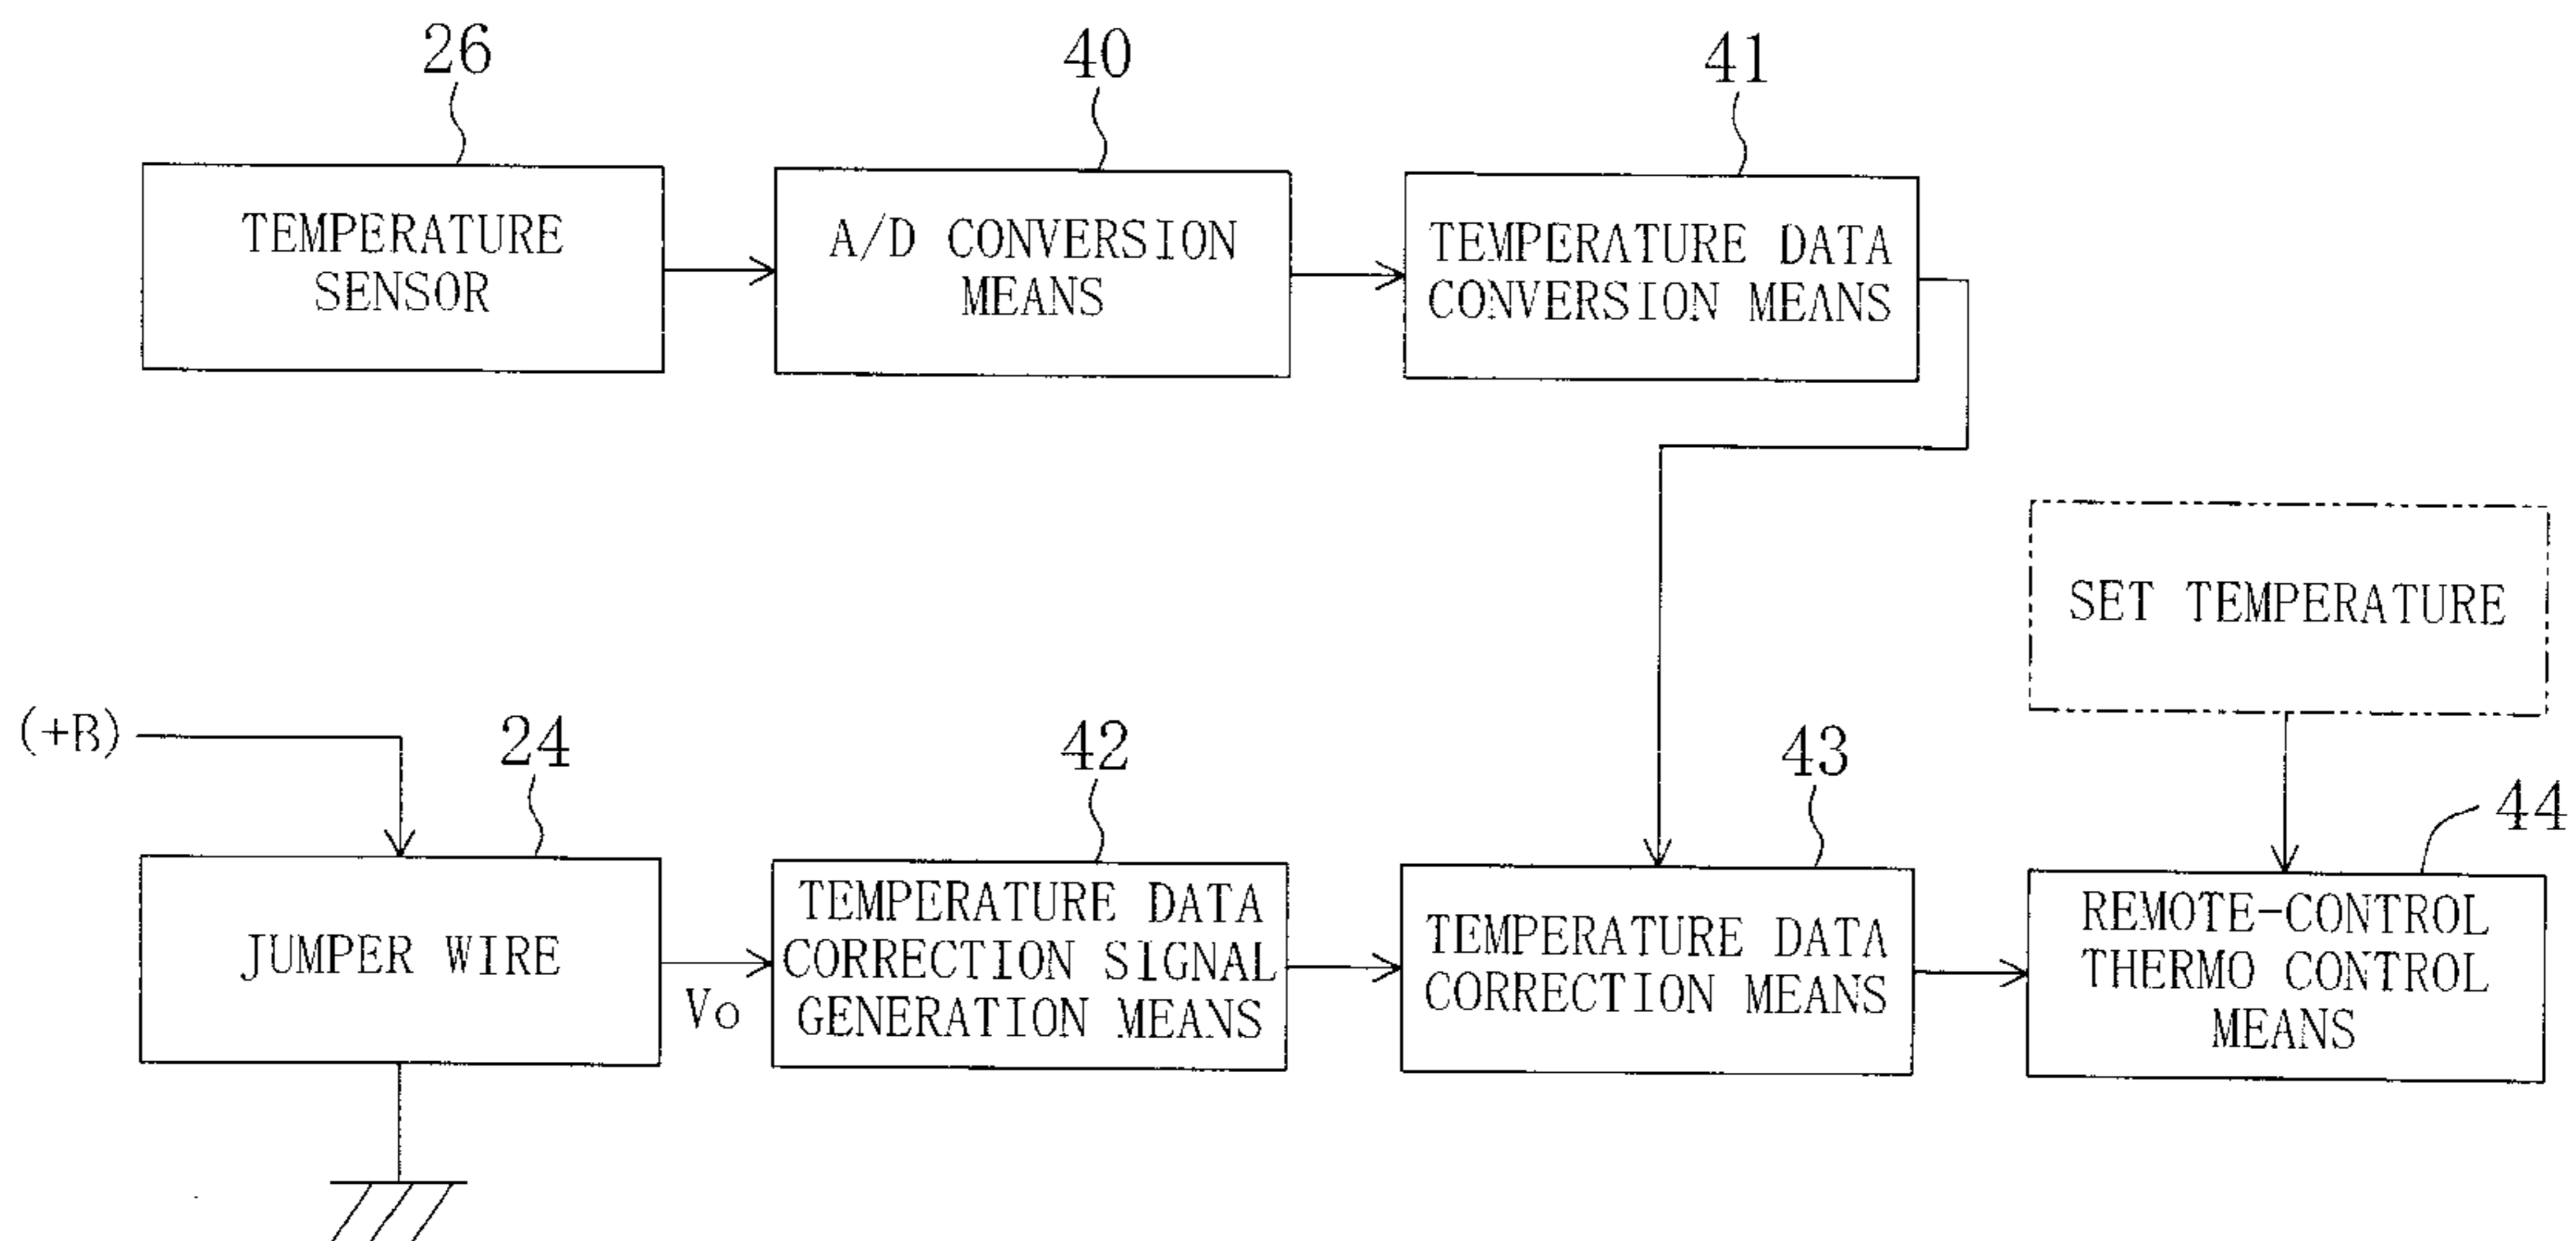 26
40
41
TEMPERATURE
SENSOR
A/D CONVERSION
MEANS
TEMPERATURE DATA
CONVERSION MEANS
SET TEMPERATURE
(+B)
24
42
43
44
JUMPER WIRE
Vo
TEMPERATURE DATA
CORRECTION SIGNAL
GENERATION MEANS
TEMPERATURE DATA
CORRECTION MEANS
REMOTE-CONTROL
THERMO CONTROL
MEANS